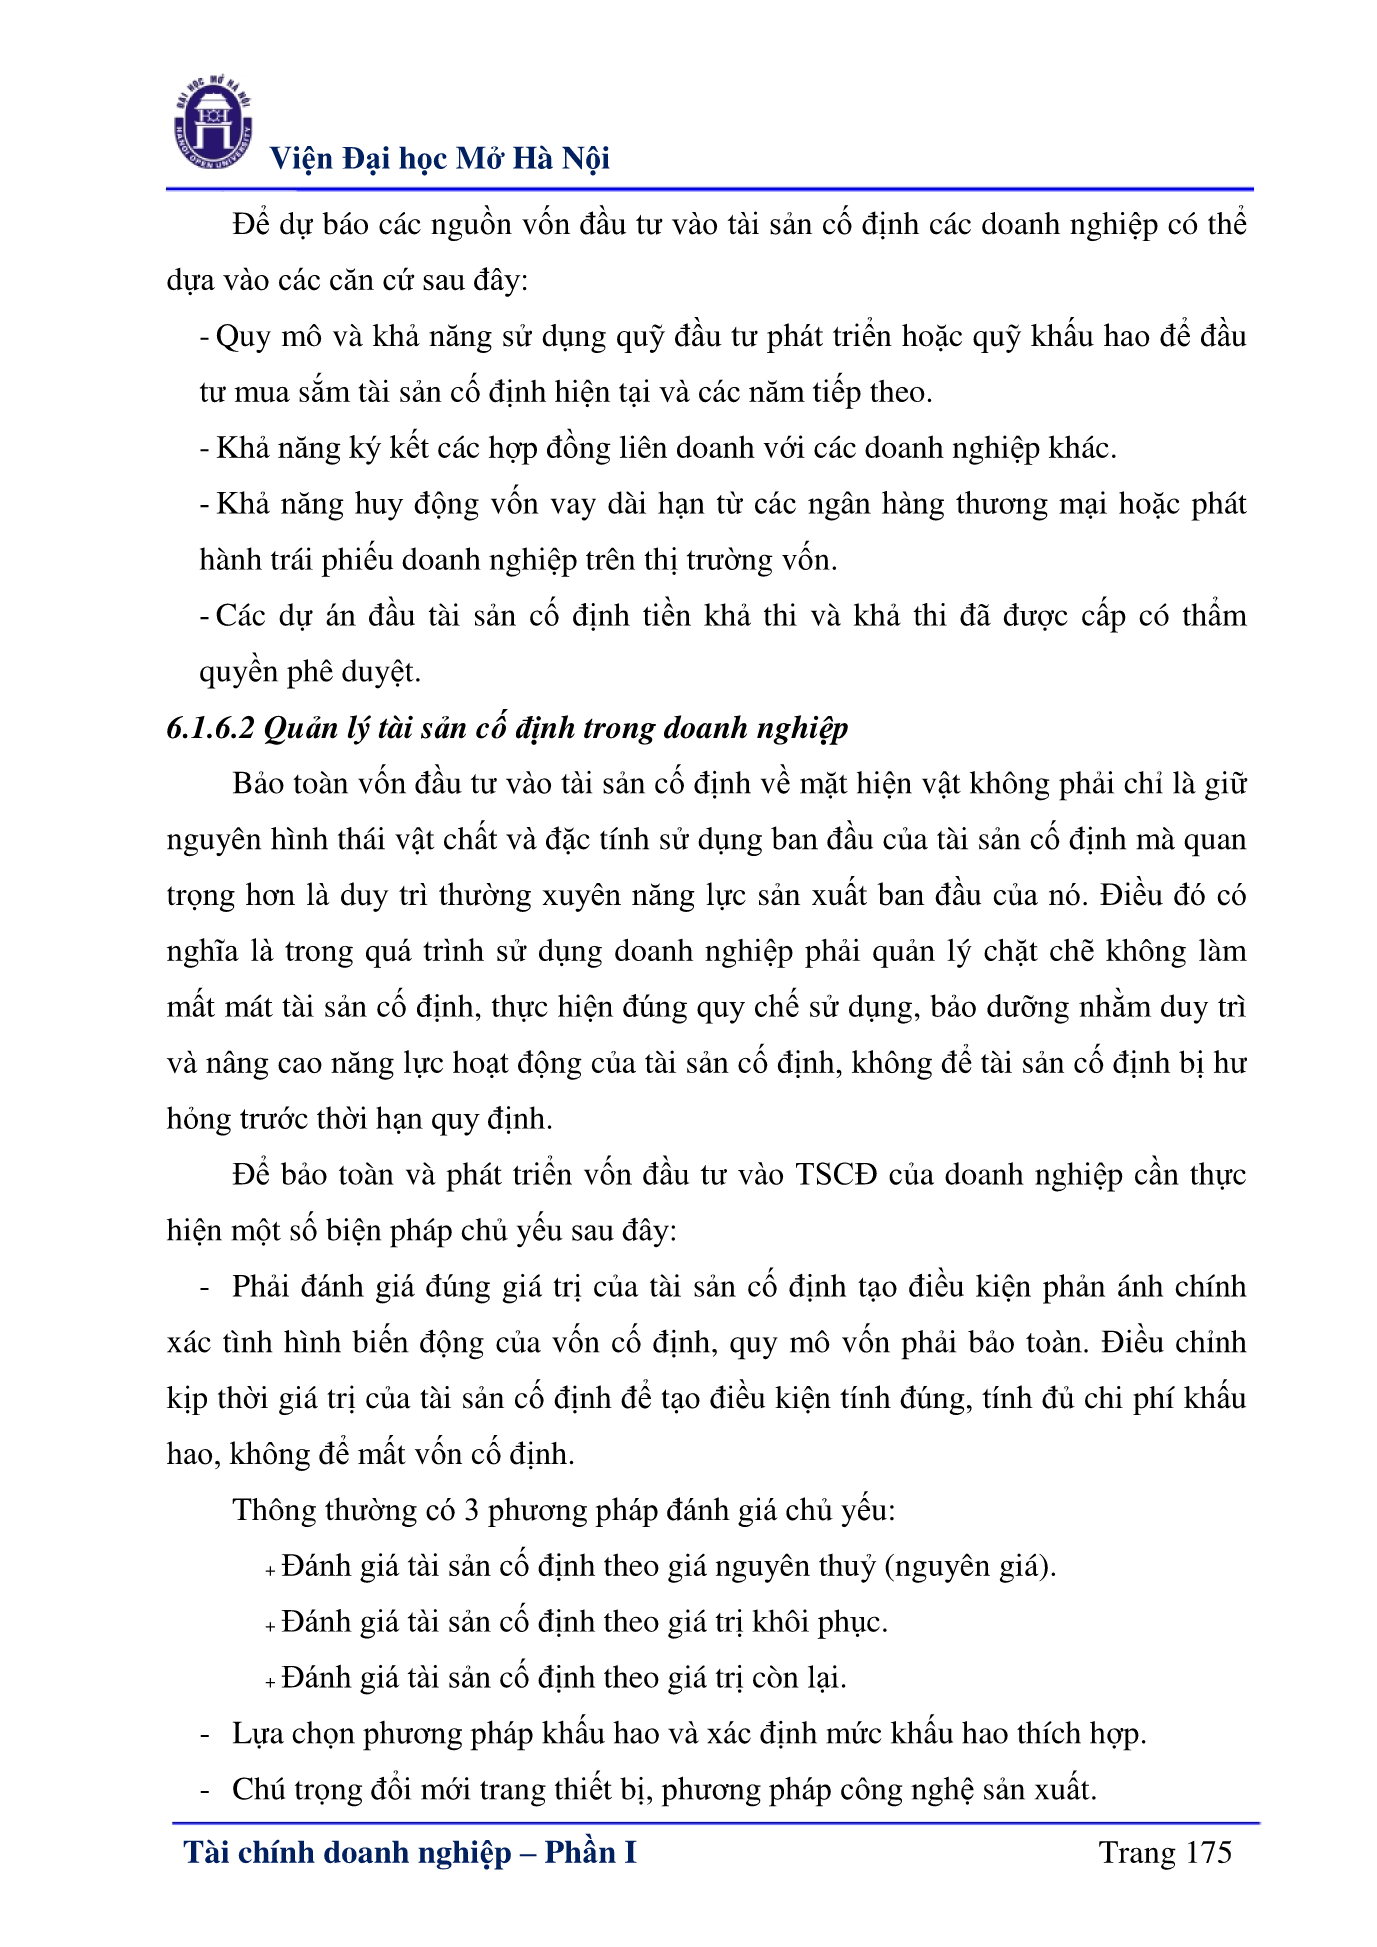 ĐẠI HỌC MỞ HÀ NỘI
HANOI OPEN UNIVERSITY
Viện Đại học Mở Hà Nội
Để dự báo các nguồn vốn đầu tư vào tài sản cố định các doanh nghiệp có thể
dựa vào các căn cứ sau đây:
- Quy mô và khả năng sử dụng quỹ đầu tư phát triển hoặc quỹ khấu hao để đầu
tư mua sắm tài sản cố định hiện tại và các năm tiếp theo.
- Khả năng ký kết các hợp đồng liên doanh với các doanh nghiệp khác.
- Khả năng huy động vốn vay dài hạn từ các ngân hàng thương mại hoặc phát
hành trái phiếu doanh nghiệp trên thị trường vốn.
- Các dự án đầu tài sản cố định tiền khả thi và khả thi đã được cấp có thẩm
quyền phê duyệt.
6.1.6.2 Quản lý tài sản cố định trong doanh nghiệp
Bảo toàn vốn đầu tư vào tài sản cố định về mặt hiện vật không phải chỉ là giữ
nguyên hình thái vật chất và đặc tính sử dụng ban đầu của tài sản cố định mà quan
trọng hơn là duy trì thường xuyên năng lực sản xuất ban đầu của nó. Điều đó có
nghĩa là trong quá trình sử dụng doanh nghiệp phải quản lý chặt chẽ không làm
mất mát tài sản cố định, thực hiện đúng quy chế sử dụng, bảo dưỡng nhằm duy trì
và nâng cao năng lực hoạt động của tài sản cố định, không để tài sản cố định bị hư
hỏng trước thời hạn quy định.
Để bảo toàn và phát triển vốn đầu tư vào TSCĐ của doanh nghiệp cần thực
hiện một số biện pháp chủ yếu sau đây:
- Phải đánh giá đúng giá trị của tài sản cố định tạo điều kiện phản ánh chính
xác tình hình biến động của vốn cố định, quy mô vốn phải bảo toàn. Điều chỉnh
kịp thời giá trị của tài sản cố định để tạo điều kiện tính đúng, tính đủ chi phí khấu
hao, không để mất vốn cố định.
Thông thường có 3 phương pháp đánh giá chủ yếu:
+ Đánh giá tài sản cố định theo giá nguyên thuỷ (nguyên giá).
+ Đánh giá tài sản cố định theo giá trị khôi phục.
+ Đánh giá tài sản cố định theo giá trị còn lại.
- Lựa chọn phương pháp khấu hao và xác định mức khấu hao thích hợp.
- Chú trọng đổi mới trang thiết bị, phương pháp công nghệ sản xuất.
Tài chính doanh nghiệp – Phần I Trang 175